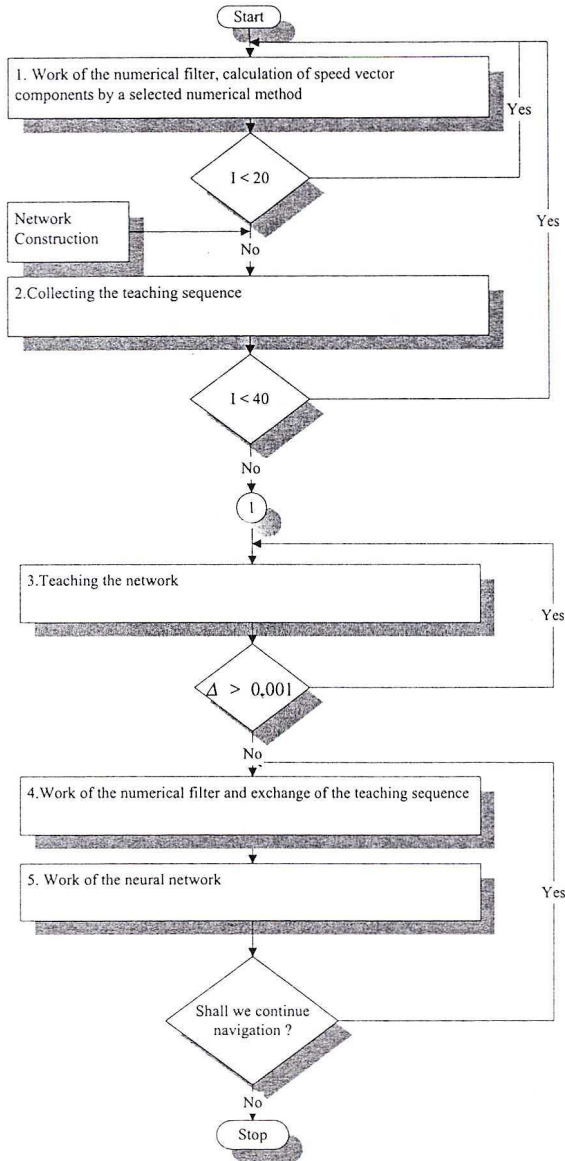 Start
1. Work of the numerical filter, calculation of speed vector
components by a selected numerical method
Yes
I < 20
Yes
Network
Construction
No
2.Collecting the teaching sequence
I < 40
No
1
3.Teaching the network
Yes
Δ > 0,001
No
4.Work of the numerical filter and exchange of the teaching sequence
5. Work of the neural network
Yes
Shall we continue
navigation ?
No
Stop